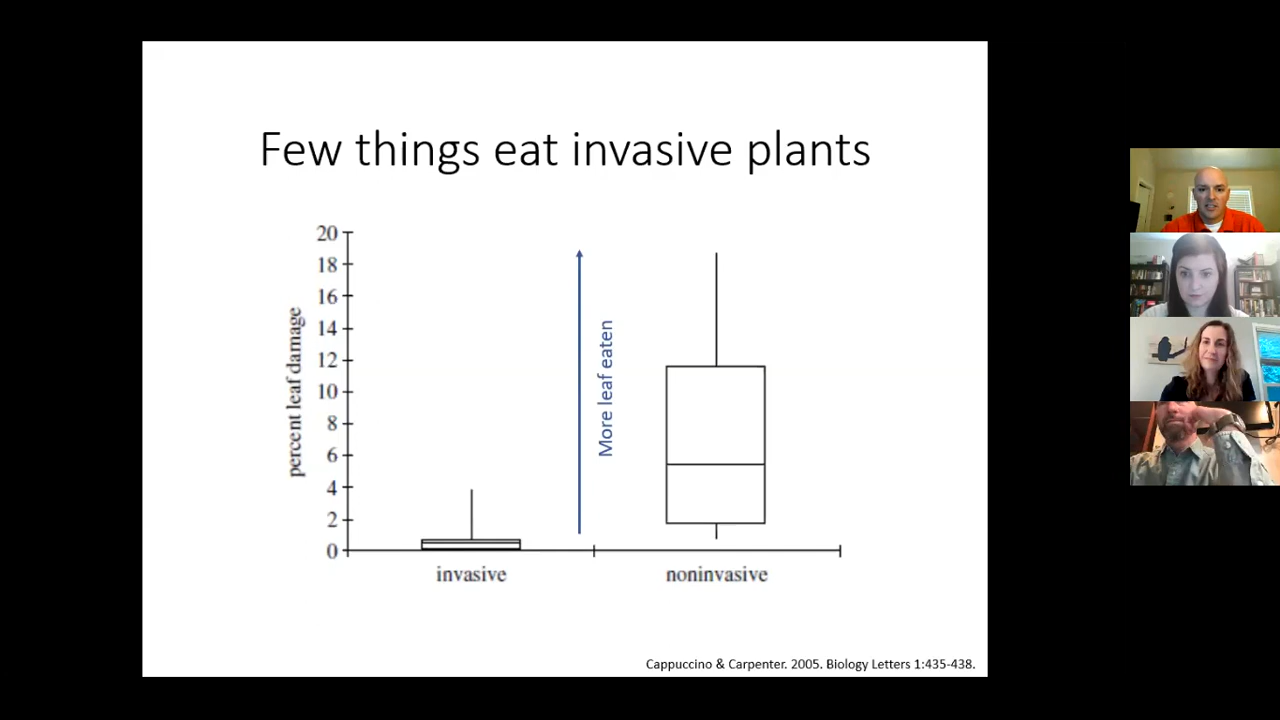 Few things eat invasive plants
20
18
16
14
12
10
8
6
4
2
0
percent leaf damage
More leaf eaten
invasive
noninvasive
Cappuccino & Carpenter. 2005. Biology Letters 1:435-438.